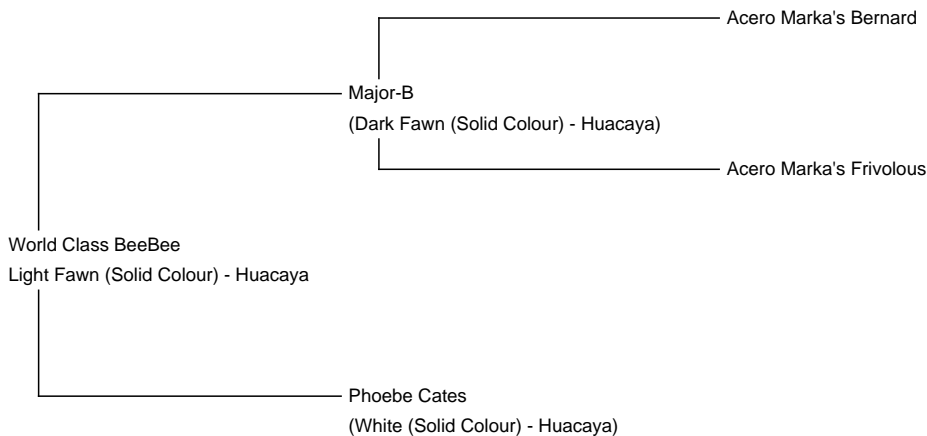 Acero Marka's Bernard
Major-B
(Dark Fawn (Solid Colour) - Huacaya)
Acero Marka's Frivolous
World Class BeeBee
Light Fawn (Solid Colour) - Huacaya
Phoebe Cates
(White (Solid Colour) - Huacaya)